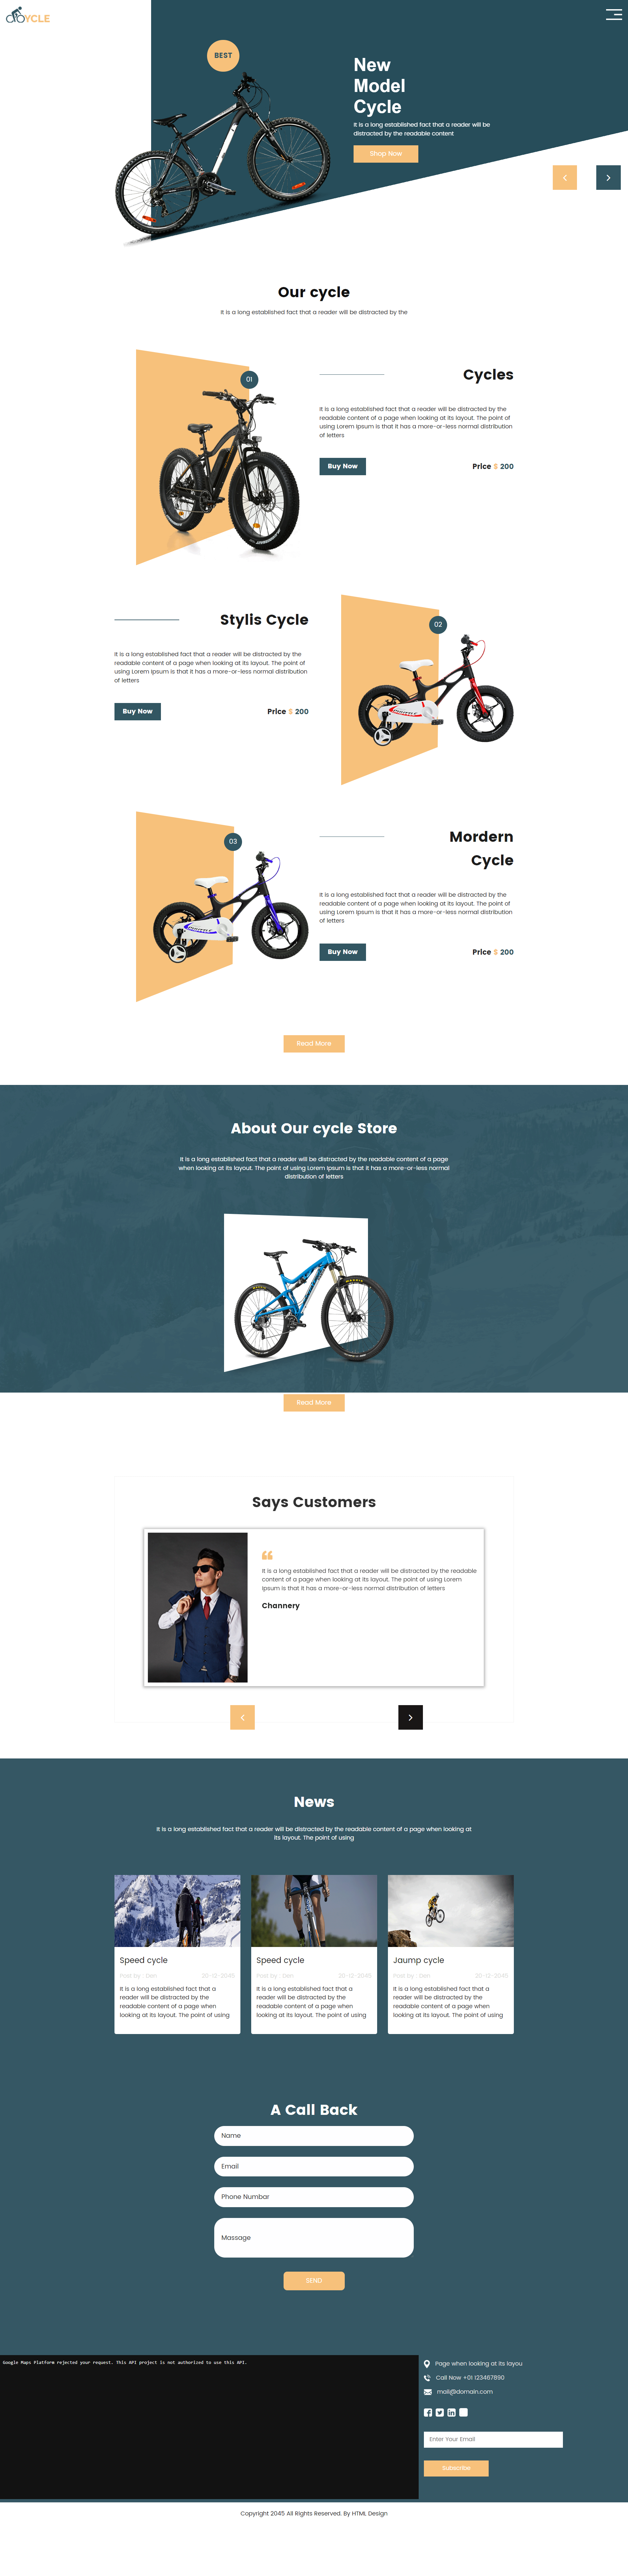 CYCLE
BEST
New
Model
Cycle
It is a long established fact that a reader will be
distracted by the readable content
Shop Now
Our cycle
It is a long established fact that a reader will be distracted by the
01
Cycles
It is a long established fact that a reader will be distracted by the
readable content of a page when looking at its layout. The point of
using Lorem Ipsum is that it has a more-or-less normal distribution
of letters
Buy Now
Price $ 200
Stylis Cycle
02
It is a long established fact that a reader will be distracted by the
readable content of a page when looking at its layout. The point of
using Lorem Ipsum is that it has a more-or-less normal distribution
of letters
Buy Now
Price $ 200
03
Mordern
Cycle
It is a long established fact that a reader will be distracted by the
readable content of a page when looking at its layout. The point of
using Lorem Ipsum is that it has a more-or-less normal distribution
of letters
Buy Now
Price $ 200
Read More
About Our cycle Store
It is a long established fact that a reader will be distracted by the readable content of a page
when looking at its layout. The point of using Lorem Ipsum is that it has a more-or-less normal
distribution of letters
Read More
Says Customers
It is a long established fact that a reader will be distracted by the readable
content of a page when looking at its layout. The point of using Lorem
Ipsum is that it has a more-or-less normal distribution of letters
Channery
News
It is a long established fact that a reader will be distracted by the readable content of a page when looking at
its layout. The point of using
Speed cycle
Post by : Den 20-12-2045
It is a long established fact that a
reader will be distracted by the
readable content of a page when
looking at its layout. The point of using
Speed cycle
Post by : Den 20-12-2045
It is a long established fact that a
reader will be distracted by the
readable content of a page when
looking at its layout. The point of using
Jaump cycle
Post by : Den 20-12-2045
It is a long established fact that a
reader will be distracted by the
readable content of a page when
looking at its layout. The point of using
A Call Back
Name
Email
Phone Numbar
Massage
SEND
Google Maps Platform rejected your request. This API project is not authorized to use this API.
Page when looking at its layou
Call Now +01 123467890
mail@domain.com
Enter Your Email
Subscribe
Copyright 2045 All Rights Reserved. By HTML Design